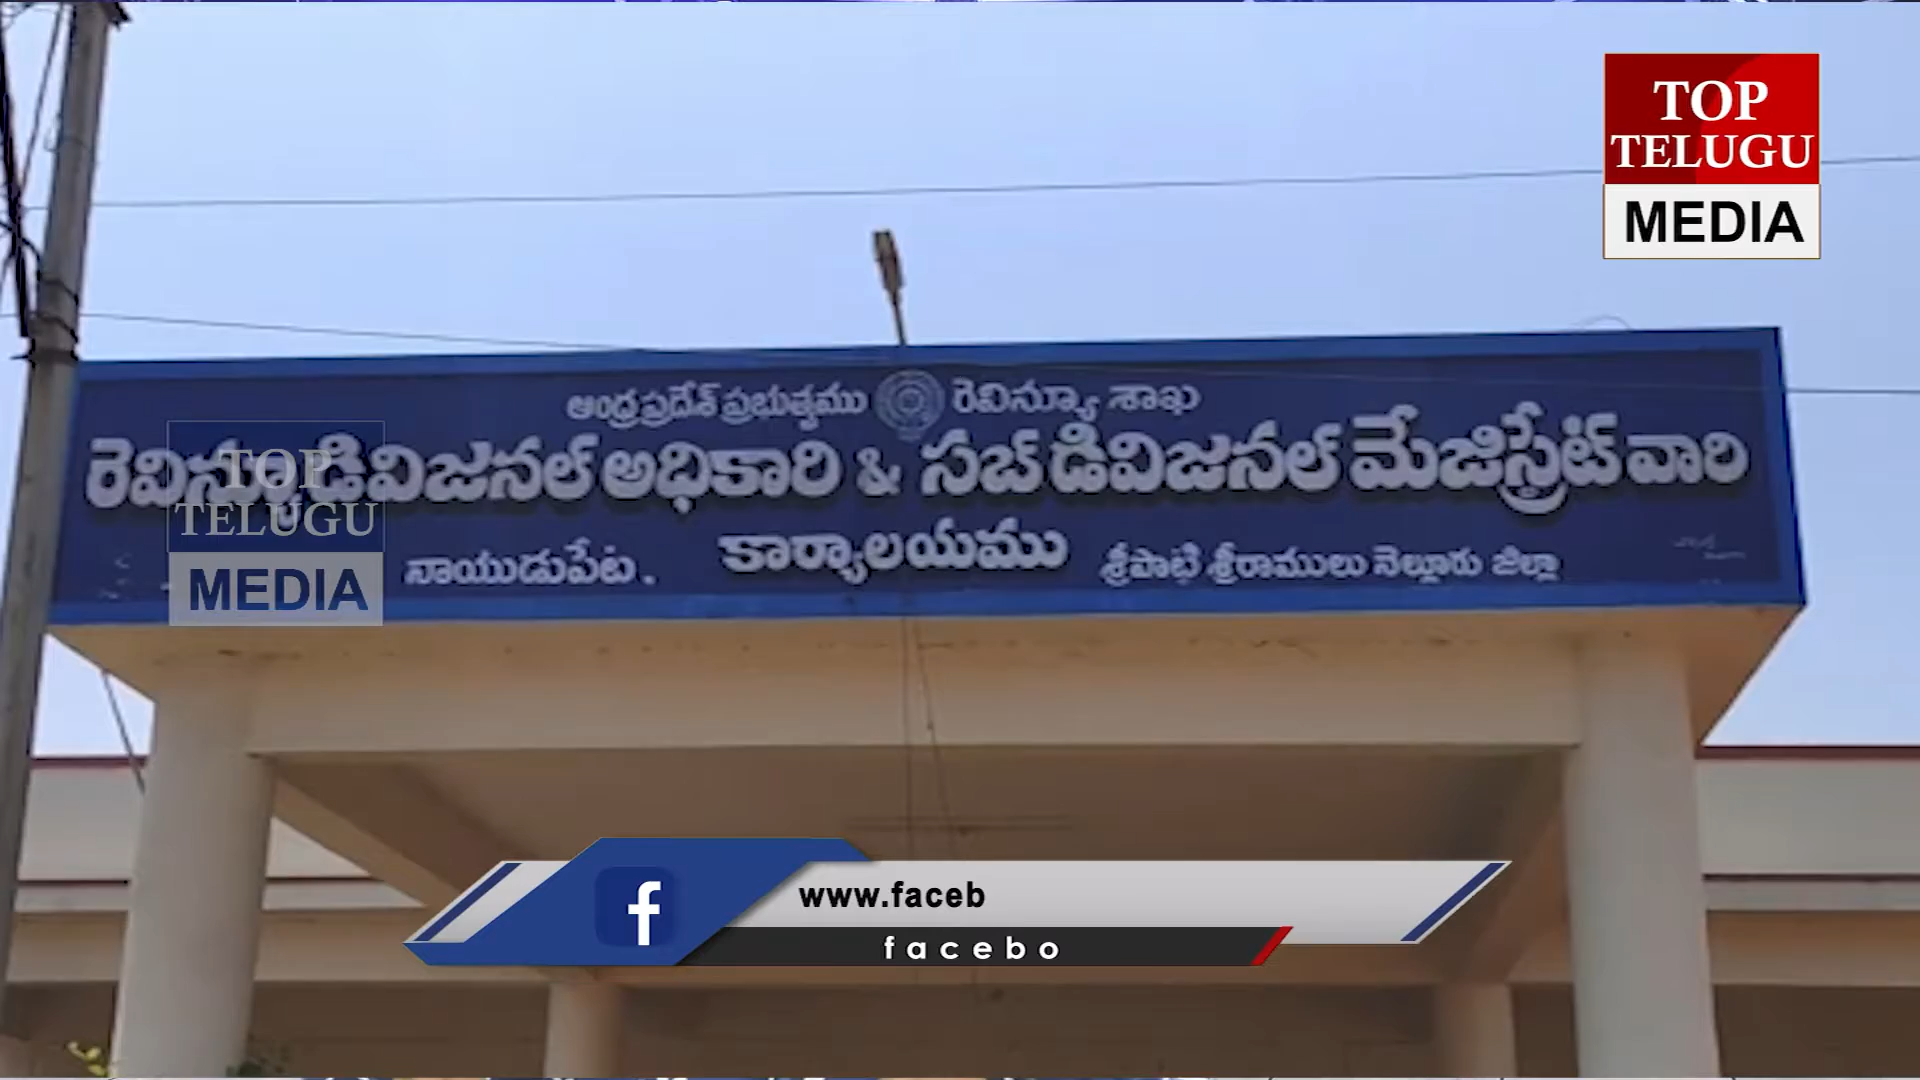 TOP
TELUGU
MEDIA
ఆంధ్రప్రదేశ్ ప్రభుత్వము రెవిన్యూ శాఖ
రెవిన్యూ డివిజనల్ అధికారి & సబ్ డివిజనల్ మేజిస్ట్రేట్ వారి
కార్యాలయము
నాయుడుపేట. శ్రీపొట్టి శ్రీరాములు నెల్లూరు జిల్లా
TOP
TELUGU
MEDIA
f
www.faceb
facebo